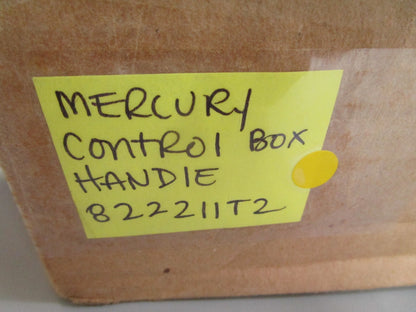 MERCURY
CONTROL BOX
HANDLE
822211T2